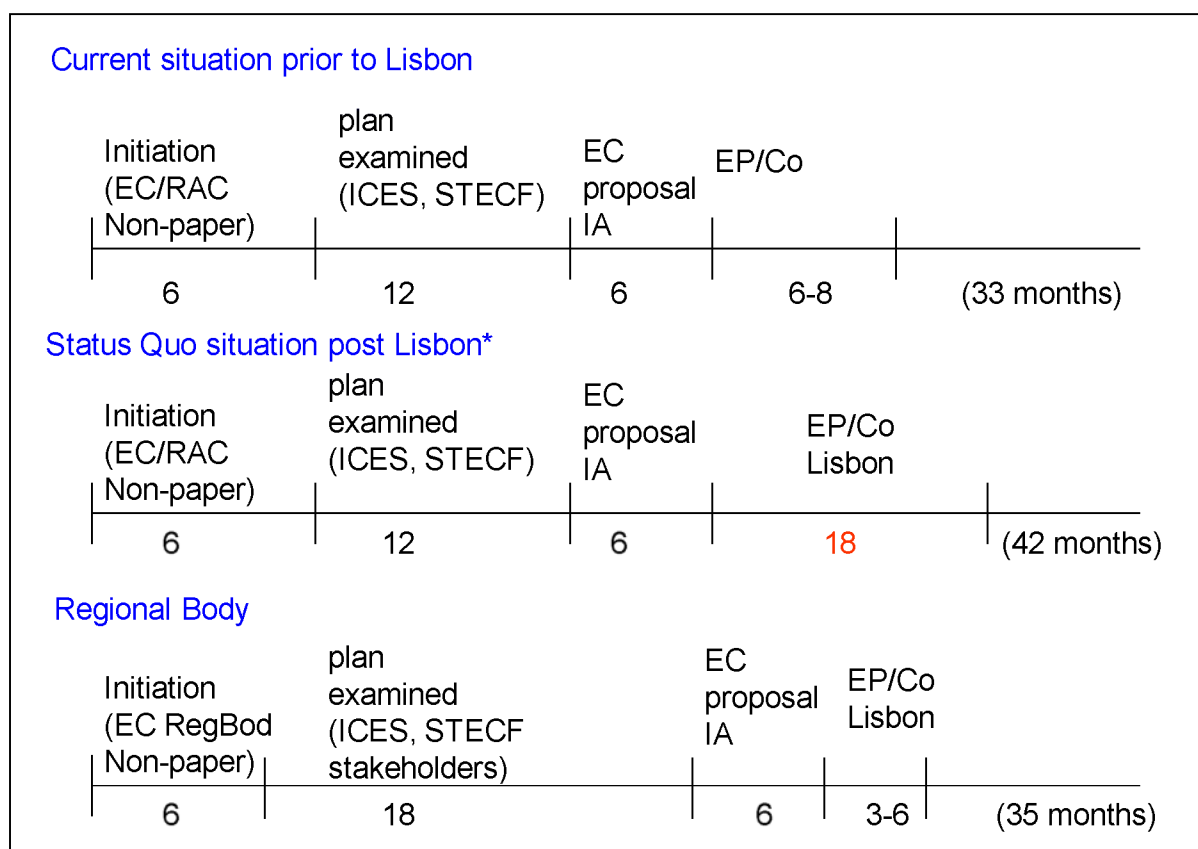 Current situation prior to Lisbon
Initiation
(EC/RAC
Non-paper)
plan
examined
(ICES, STECF)
EC
proposal
IA
EP/Co
6
12
6
6-8
(33 months)
Status Quo situation post Lisbon*
Initiation
(EC/RAC
Non-paper)
plan
examined
(ICES, STECF)
EC
proposal
IA
EP/Co
Lisbon
6
12
6
18
(42 months)
Regional Body
Initiation
(EC RegBod
Non-paper)
plan
examined
(ICES, STECF
stakeholders)
EC
proposal
IA
EP/Co
Lisbon
6
18
6
3-6
(35 months)